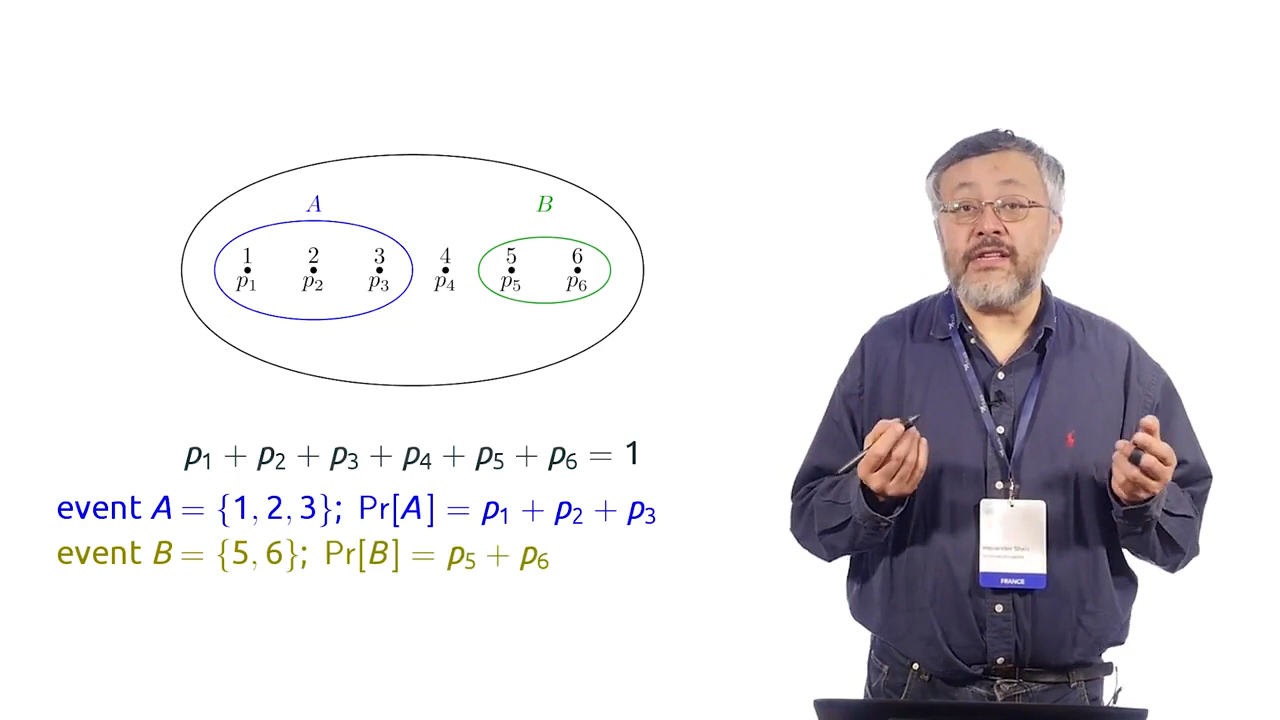 A B
1 2 3 4 5 6
p₁ p₂ p₃ p₄ p₅ p₆
p₁ + p₂ + p₃ + p₄ + p₅ + p₆ = 1
event A = {1, 2, 3}; Pr[A] = p₁ + p₂ + p₃
event B = {5, 6}; Pr[B] = p₅ + p₆
FRANCE